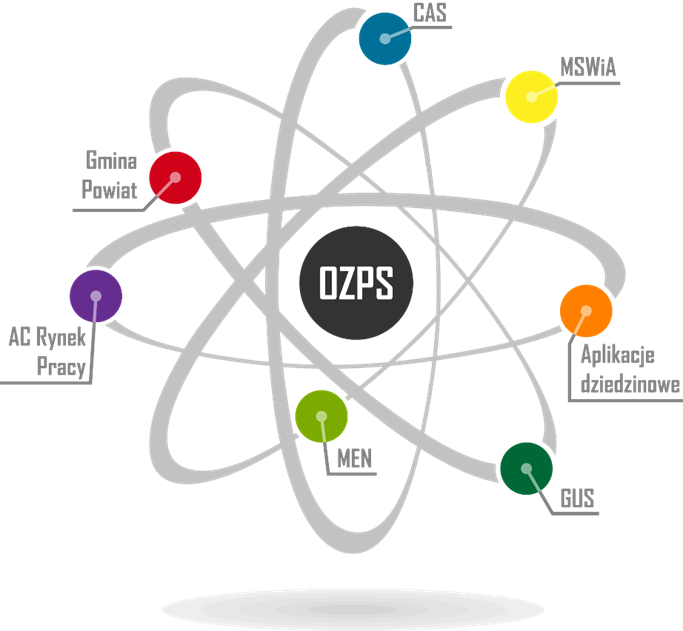 CAS
MSWiA
Gmina
Powiat
OZPS
AC Rynek
Pracy
Aplikacje
dziedzinowe
MEN
GUS